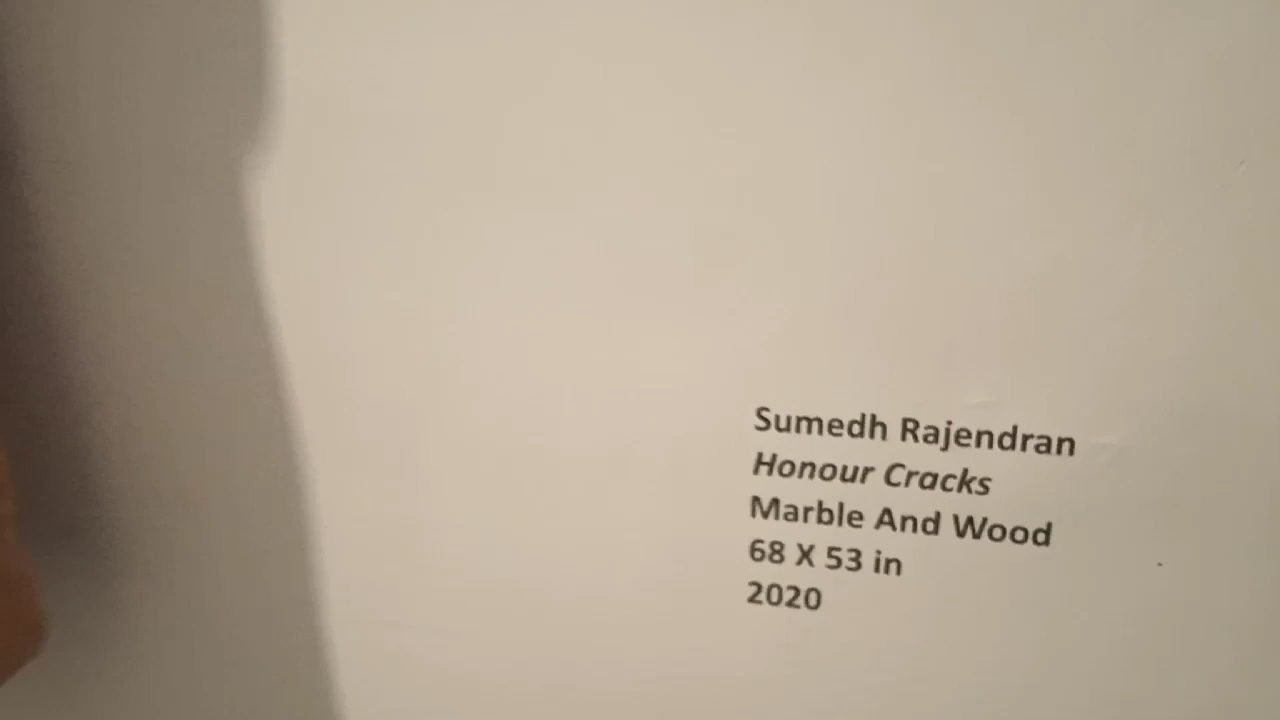 Sumedh Rajendran
Honour Cracks
Marble And Wood
68 X 53 in
2020